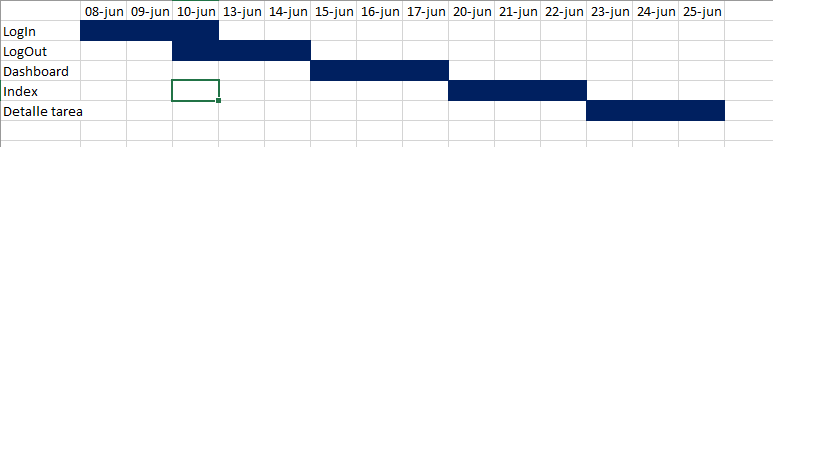 08-jun 09-jun 10-jun 13-jun 14-jun 15-jun 16-jun 17-jun 20-jun 21-jun 22-jun 23-jun 24-jun 25-jun
LogIn
LogOut
Dashboard
Index
Detalle tarea